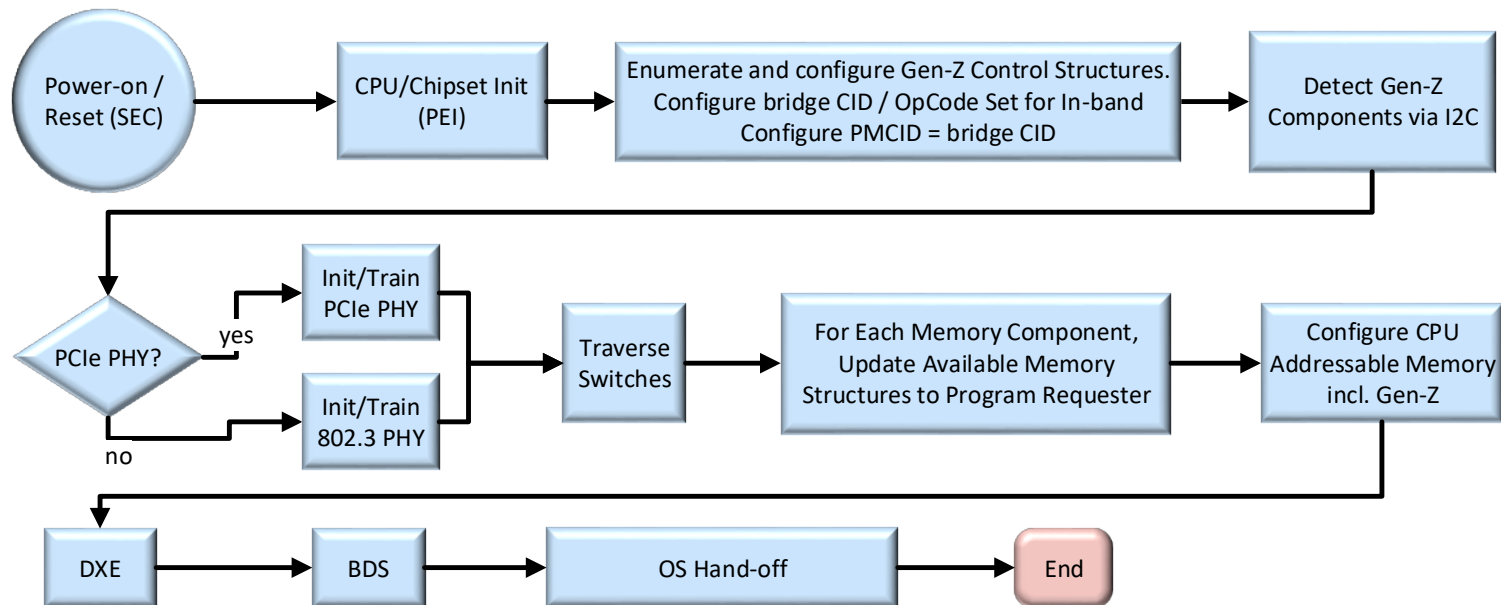 Power-on /
Reset (SEC)
CPU/Chipset Init
(PEI)
Enumerate and configure Gen-Z Control Structures.
Configure bridge CID / OpCode Set for In-band
Configure PMCID = bridge CID
Detect Gen-Z
Components via I2C
PCIe PHY?
yes
no
Init/Train
PCIe PHY
Init/Train
802.3 PHY
Traverse
Switches
For Each Memory Component,
Update Available Memory
Structures to Program Requester
Configure CPU
Addressable Memory
incl. Gen-Z
DXE
BDS
OS Hand-off
End